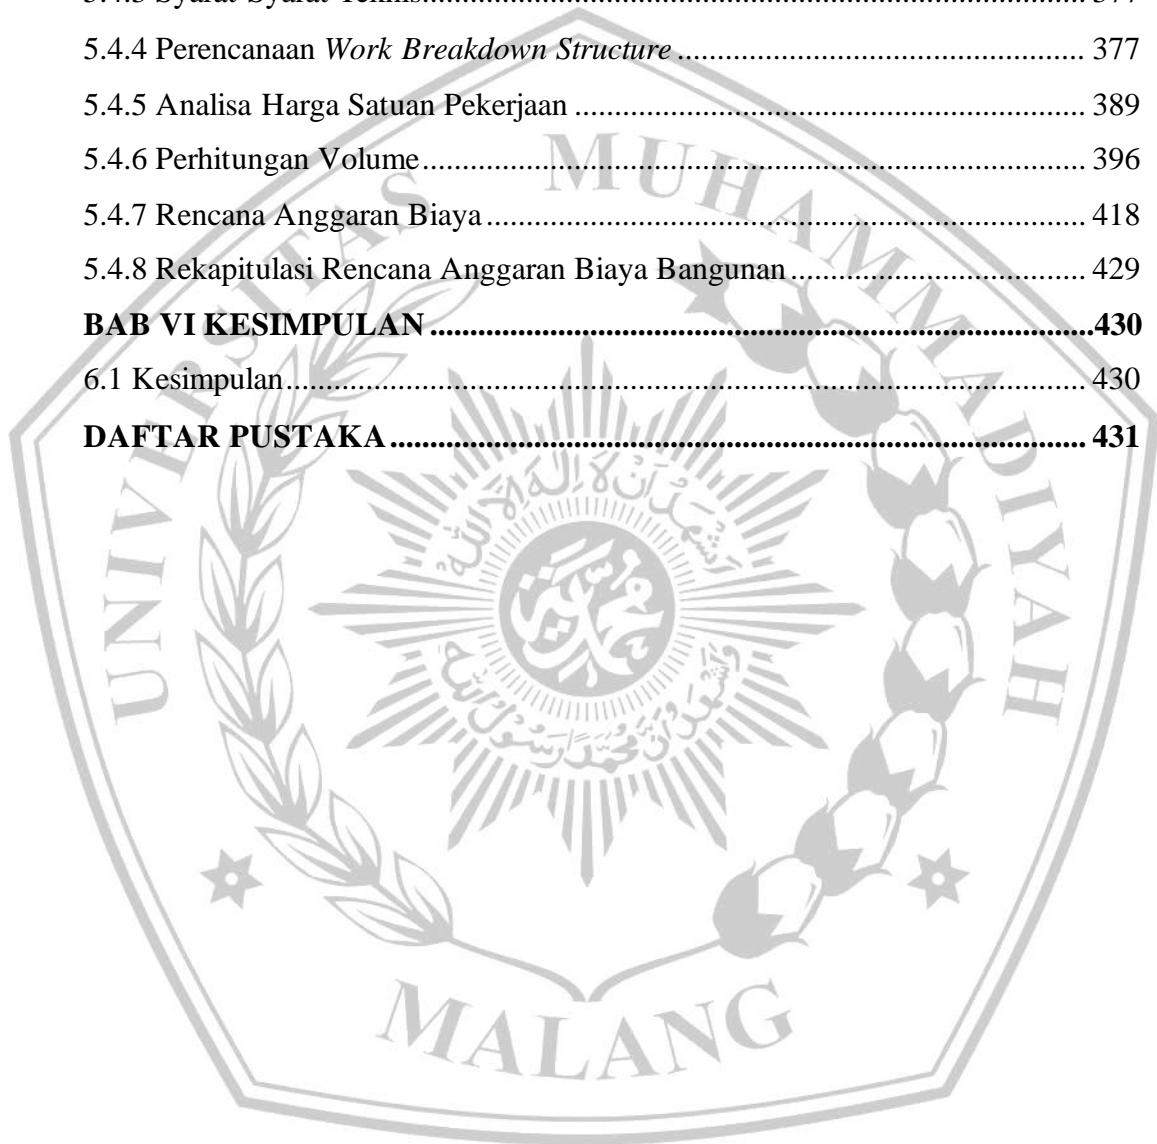 5.4.4 Perencanaan Work Breakdown Structure .................................................... 377
5.4.5 Analisa Harga Satuan Pekerjaan ................................................................. 389
5.4.6 Perhitungan Volume ..................................................................................... 396
5.4.7 Rencana Anggaran Biaya ............................................................................. 418
5.4.8 Rekapitulasi Rencana Anggaran Biaya Bangunan ...................................... 429
BAB VI KESIMPULAN ...................................................................................430
6.1 Kesimpulan ..................................................................................................... 430
DAFTAR PUSTAKA ........................................................................................ 431
UNIVERSITAS MUHAMMADIYAH
MALANG